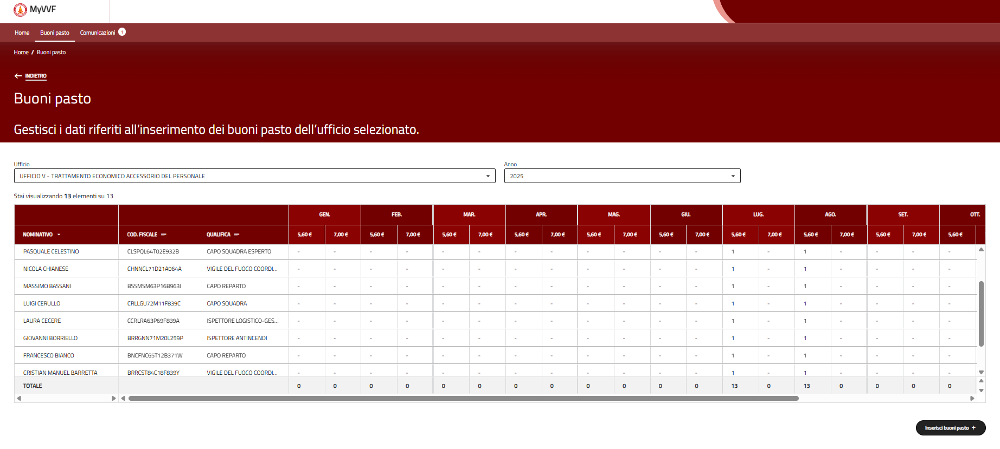 MyVVF
Home Buoni pasto Comunicazioni 1
Home / Buoni pasto
INDIETRO
Buoni pasto
Gestisci i dati riferiti all’inserimento dei buoni pasto dell’ufficio selezionato.
Ufficio Anno
UFFICIO V - TRATTAMENTO ECONOMICO ACCESSORIO DEL PERSONALE 2025
Stai visualizzando 13 elementi su 13
GEN. FEB. MAR. APR. MAG. GIU. LUG. AGO. SET. OTT.
NOMINATIVO COD. FISCALE QUALIFICA 5,60 € 7,00 € 5,60 € 7,00 € 5,60 € 7,00 € 5,60 € 7,00 € 5,60 € 7,00 € 5,60 € 7,00 € 5,60 € 7,00 € 5,60 € 7,00 € 5,60 € 7,00 € 5,60 €
PASQUALE CELESTINO CLSPQL64T02E932B CAPO SQUADRA ESPERTO - - - - - - - - - - - - 1 - 1 - - - -
NICOLA CHIANESE CHNNCL71D21A064A VIGILE DEL FUOCO COORDI... - - - - - - - - - - - - 1 - 1 - - - -
MASSIMO BASSANI BSSMSM63P16B963I CAPO REPARTO - - - - - - - - - - - - 1 - 1 - - - -
LUIGI CERULLO CRLLGU72M11F839C CAPO SQUADRA - - - - - - - - - - - - 1 - 1 - - - -
LAURA CECERE CCRLRA63P69F839A ISPETTORE LOGISTICO-GES... - - - - - - - - - - - - 1 - 1 - - - -
GIOVANNI BORRIELLO BRRGNN71M20L259P ISPETTORE ANTINCENDI - - - - - - - - - - - - 1 - 1 - - - -
FRANCESCO BIANCO BNCFNC65T12B371W CAPO REPARTO - - - - - - - - - - - - 1 - 1 - - - -
CRISTIAN MANUEL BARRETTA BRRCST84C18F839Y VIGILE DEL FUOCO COORDI... - - - - - - - - - - - - 1 - 1 - - - -
TOTALE 0 0 0 0 0 0 0 0 0 0 0 0 13 0 13 0 0 0 0
Inserisci buoni pasto +